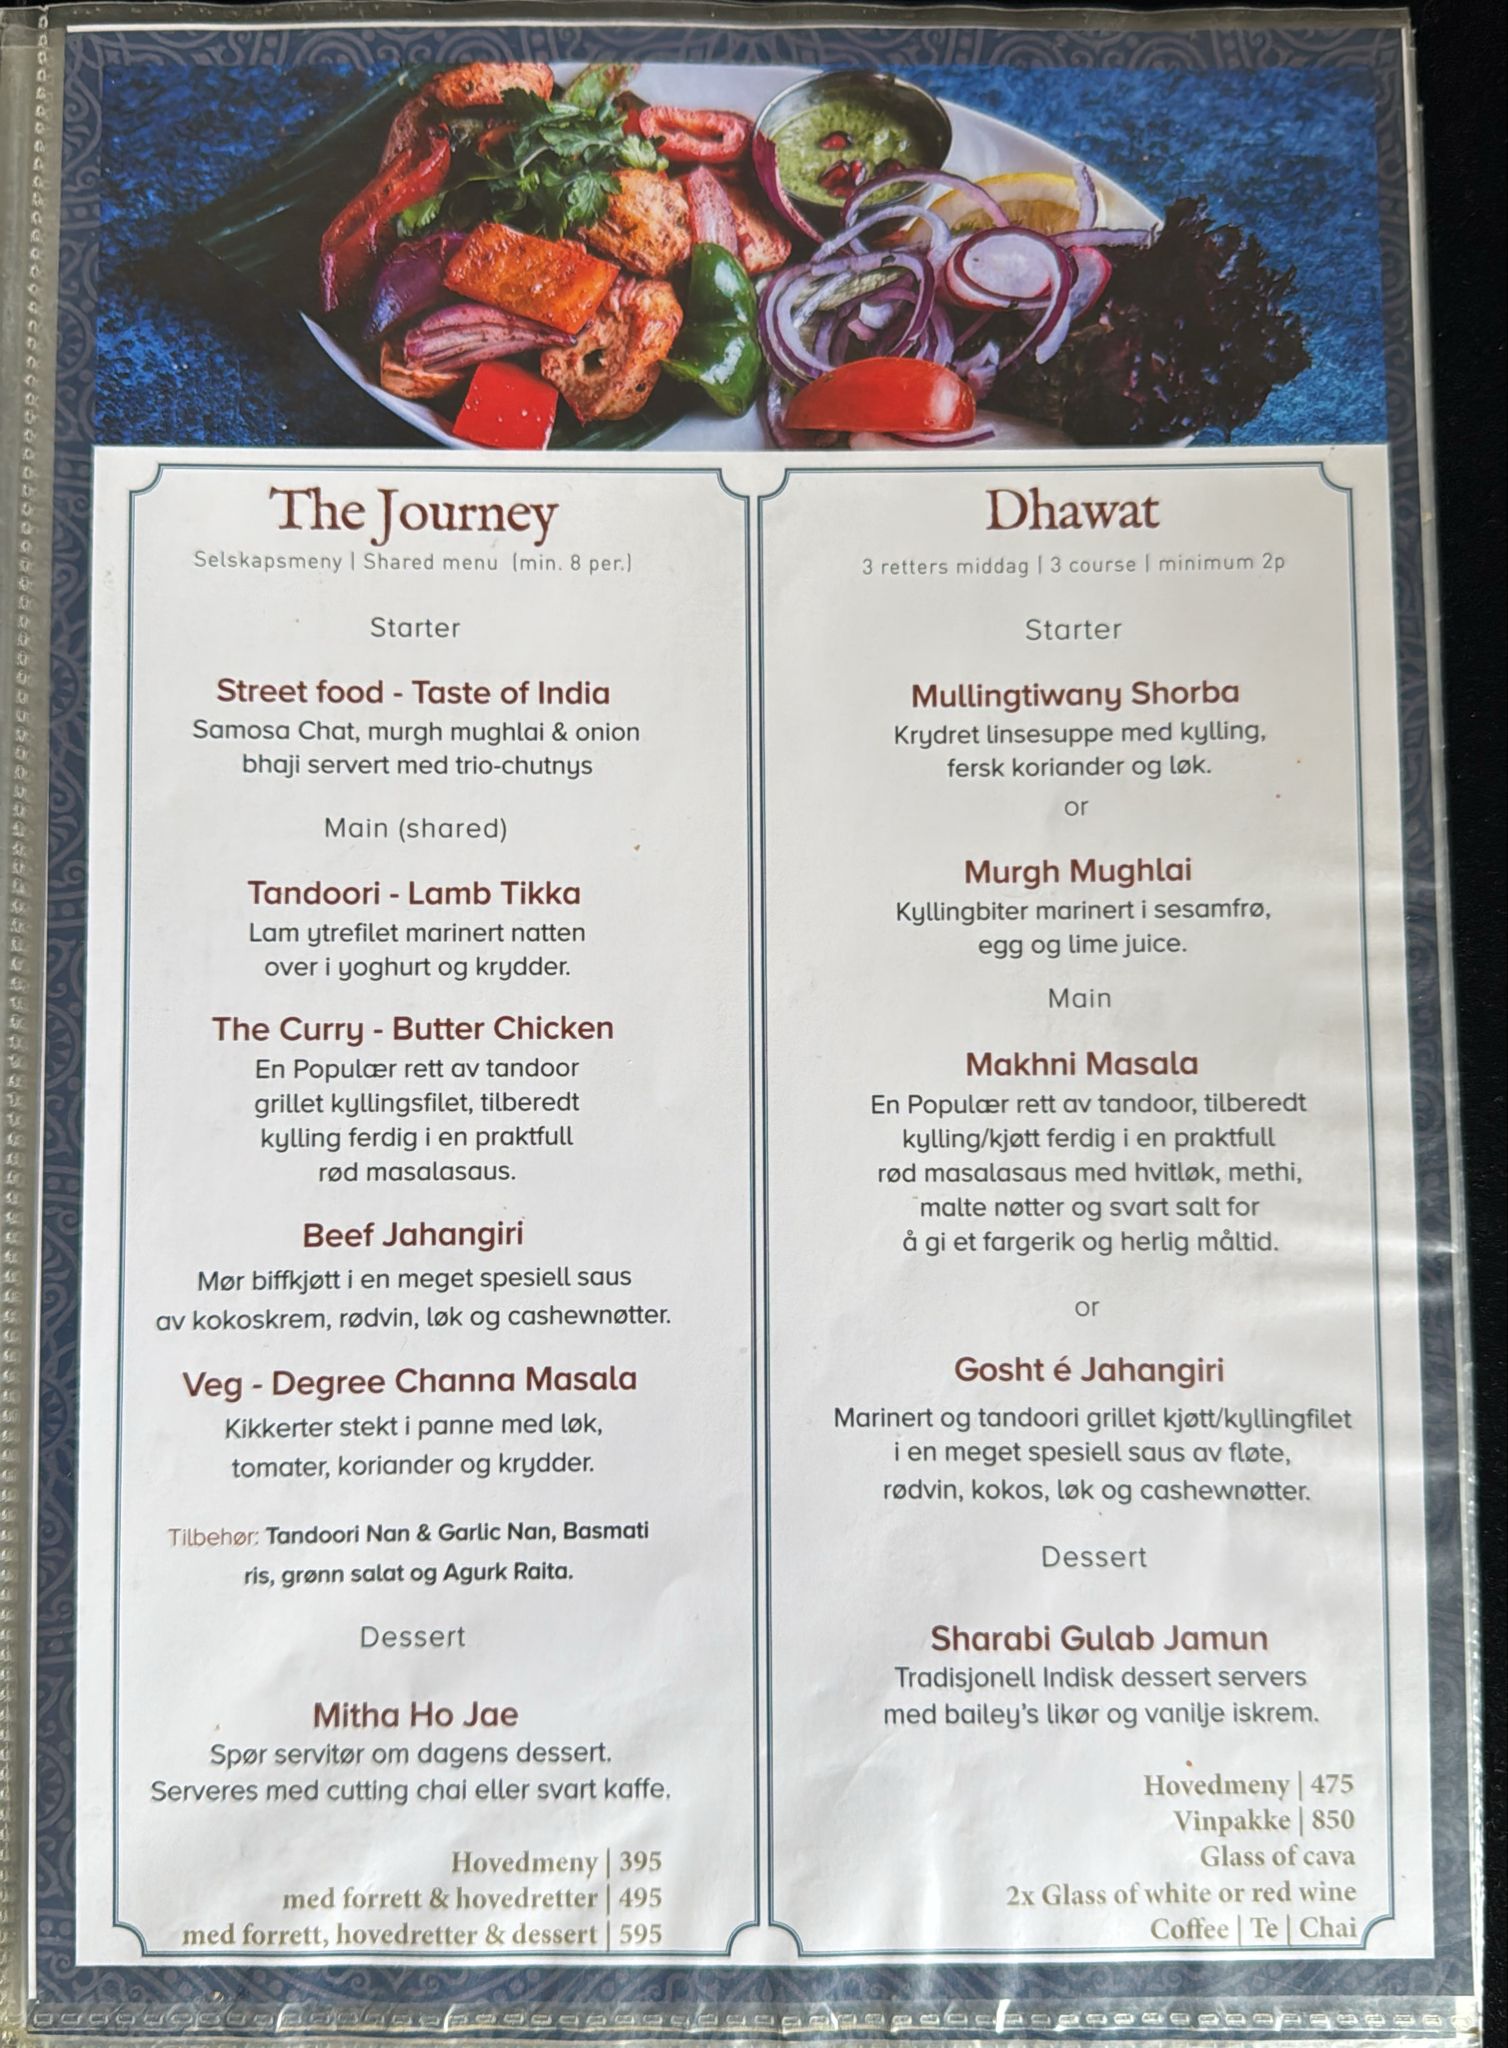 The Journey
Selskapsmeny | Shared menu (min. 8 per.)
Starter
Street food - Taste of India
Samosa Chat, murgh mughlai & onion
bhaji servert med trio-chutnys
Main (shared)
Tandoori - Lamb Tikka
Lam ytrefilet marinert natten
over i yoghurt og krydder.
The Curry - Butter Chicken
En Populær rett av tandoor
grillet kyllingsfilet, tilberedt
kylling ferdig i en praktfull
rød masalasaus.
Beef Jahangiri
Mør biffkjøtt i en meget spesiell saus
av kokoskrem, rødvin, løk og cashewnøtter.
Veg - Degree Channa Masala
Kikkerter stekt i panne med løk,
tomater, koriander og krydder.
Tilbehør: Tandoori Nan & Garlic Nan, Basmati
ris, grønn salat og Agurk Raita.
Dessert
Mitha Ho Jae
Spør servitør om dagens dessert.
Serveres med cutting chai eller svart kaffe.
Hovedmeny | 395
med forrett & hovedretter | 495
med forrett, hovedretter & dessert | 595
Dhawat
3 retters middag | 3 course | minimum 2p
Starter
Mullingtiwany Shorba
Krydret linsesuppe med kylling,
fersk koriander og løk.
or
Murgh Mughlai
Kyllingbiter marinert i sesamfrø,
egg og lime juice.
Main
Makhni Masala
En Populær rett av tandoor, tilberedt
kylling/kjøtt ferdig i en praktfull
rød masalasaus med hvitløk, methi,
malte nøtter og svart salt for
å gi et fargerik og herlig måltid.
or
Gosht é Jahangiri
Marinert og tandoori grillet kjøtt/kyllingfilet
i en meget spesiell saus av fløte,
rødvin, kokos, løk og cashewnøtter.
Dessert
Sharabi Gulab Jamun
Tradisjonell Indisk dessert servers
med bailey's likør og vanilje iskrem.
Hovedmeny | 475
Vinpakke | 850
Glass of cava
2x Glass of white or red wine
Coffee | Te | Chai